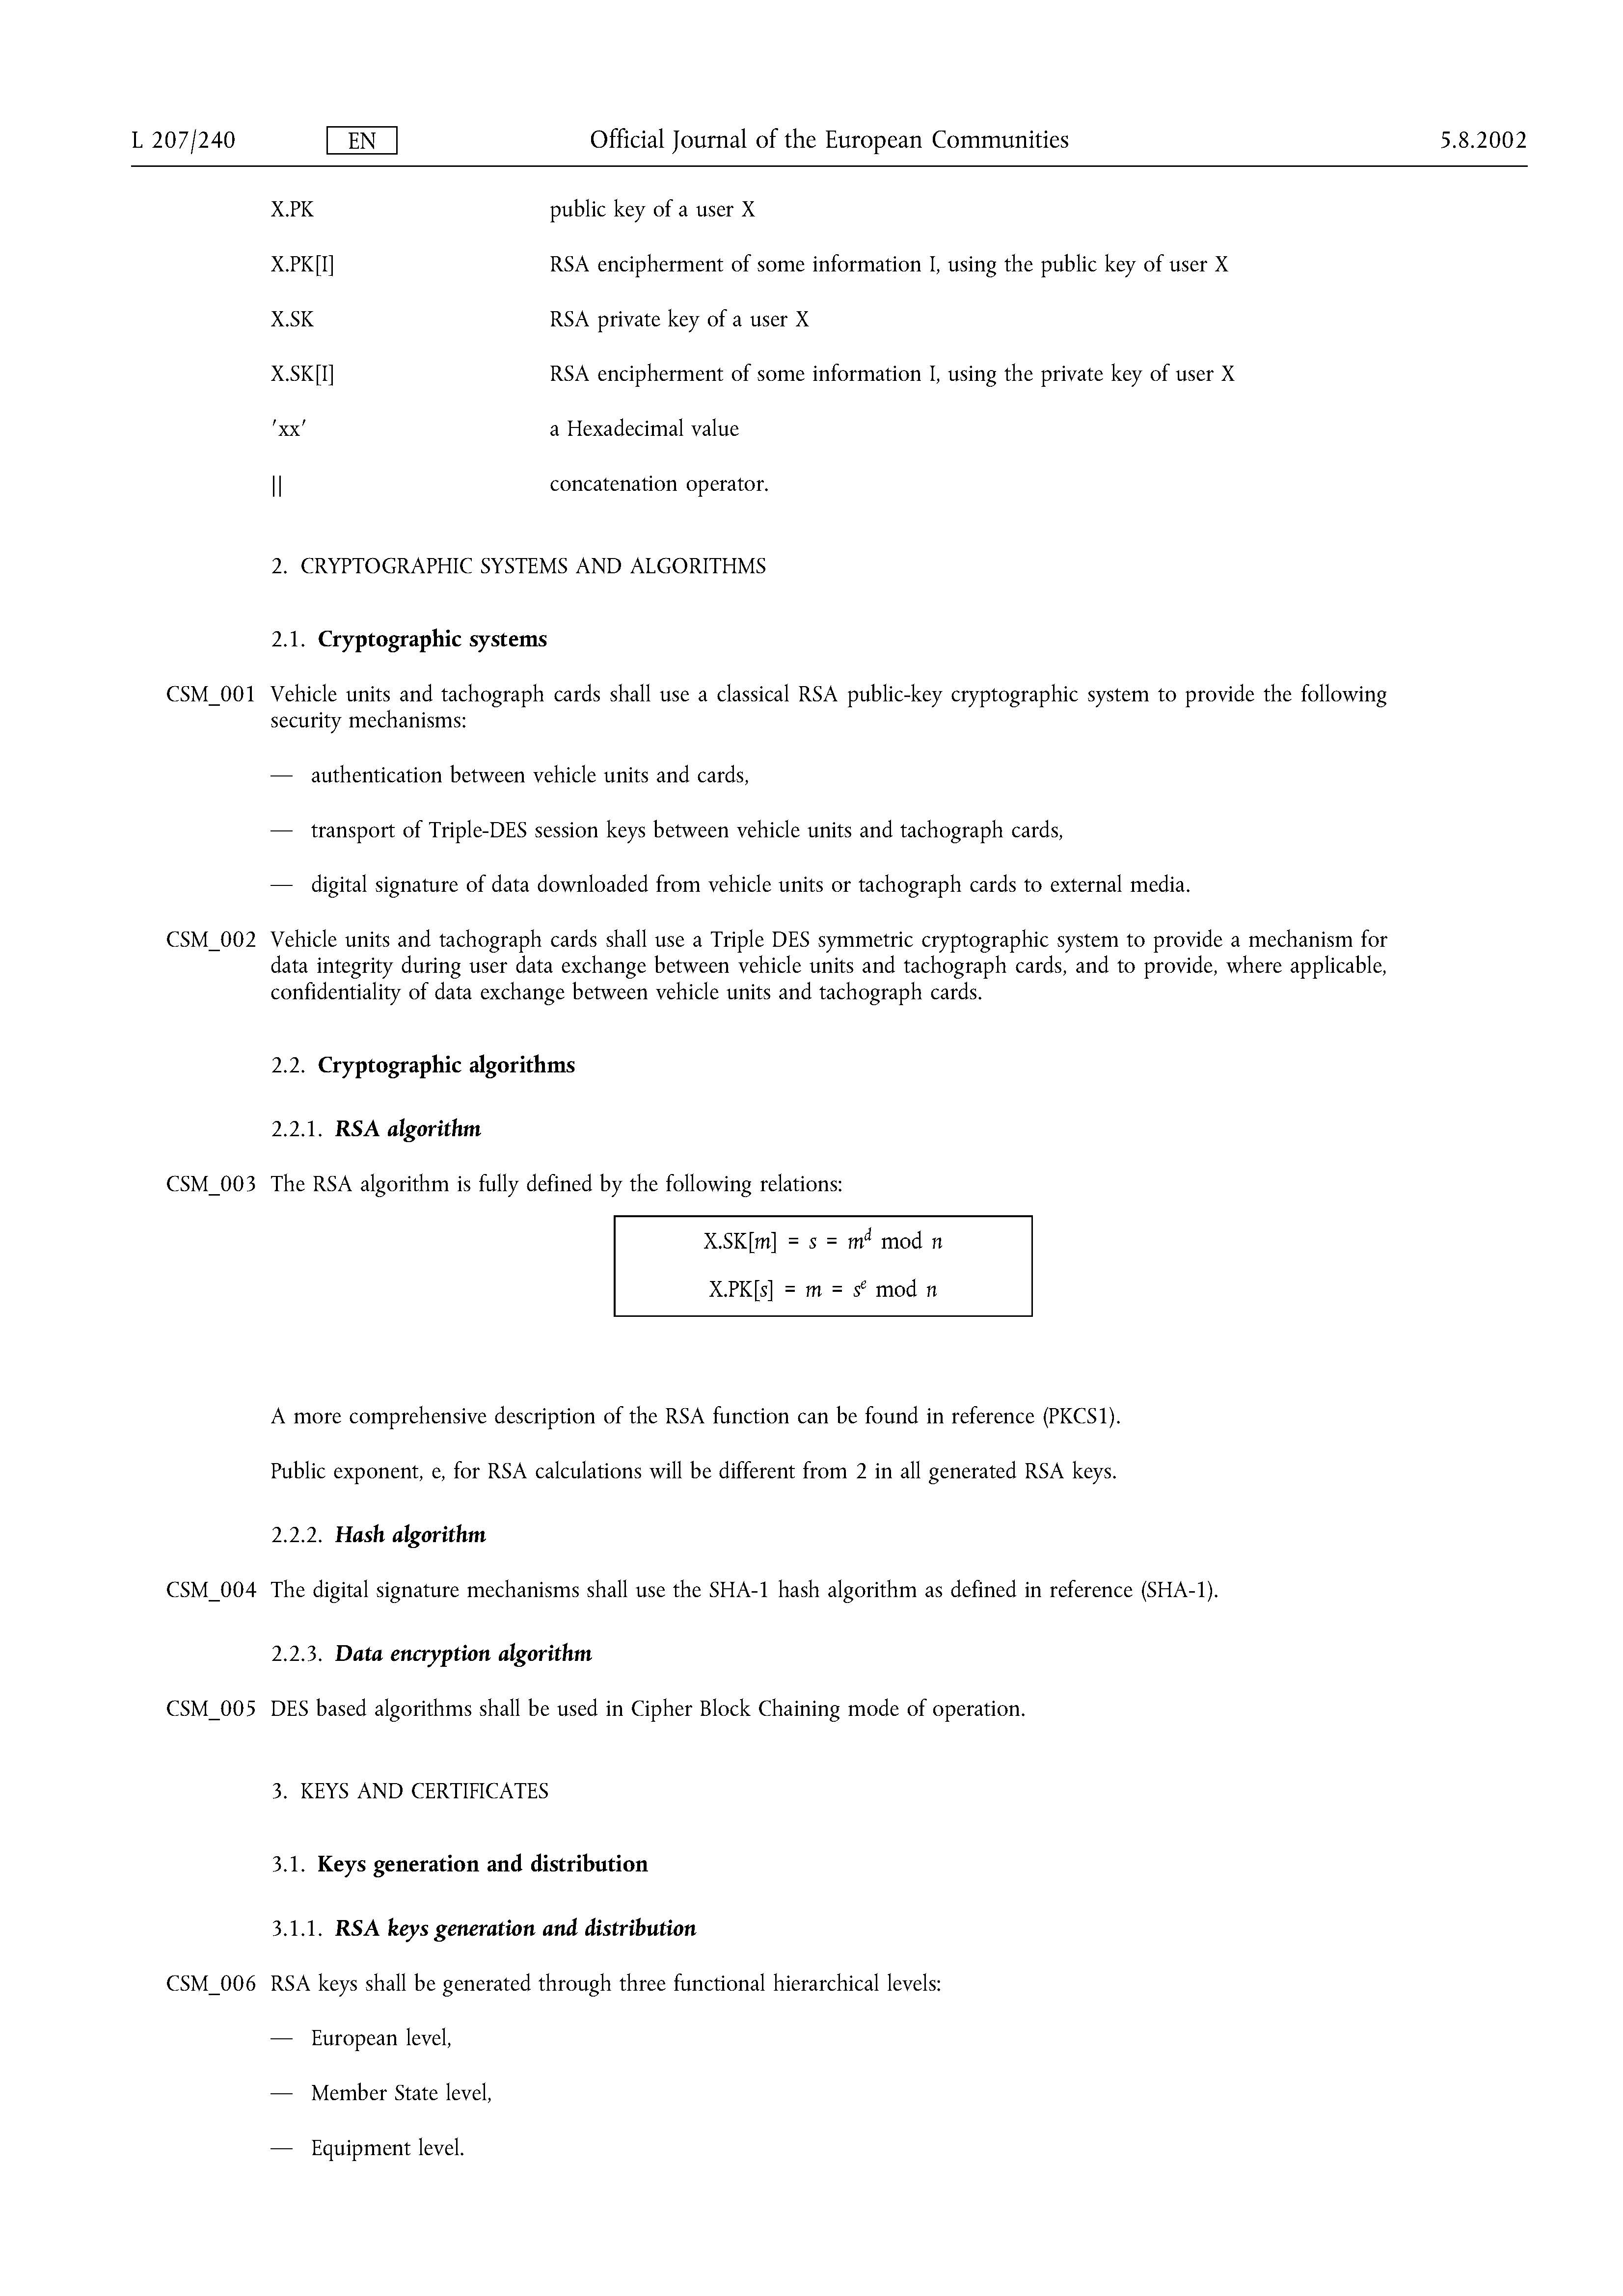 L 207/240 EN Official Journal of the European Communities 5.8.2002
X.PK public key of a user X
X.PK[I] RSA encipherment of some information I, using the public key of user X
X.SK RSA private key of a user X
X.SK[I] RSA encipherment of some information I, using the private key of user X
′xx′ a Hexadecimal value
|| concatenation operator.
2. CRYPTOGRAPHIC SYSTEMS AND ALGORITHMS
2.1. Cryptographic systems
CSM_001 Vehicle units and tachograph cards shall use a classical RSA public-key cryptographic system to provide the following
security mechanisms:
— authentication between vehicle units and cards,
— transport of Triple-DES session keys between vehicle units and tachograph cards,
— digital signature of data downloaded from vehicle units or tachograph cards to external media.
CSM_002 Vehicle units and tachograph cards shall use a Triple DES symmetric cryptographic system to provide a mechanism for
data integrity during user data exchange between vehicle units and tachograph cards, and to provide, where applicable,
confidentiality of data exchange between vehicle units and tachograph cards.
2.2. Cryptographic algorithms
2.2.1. RSA algorithm
CSM_003 The RSA algorithm is fully defined by the following relations:
X.SK[m] = s = m^d mod n
X.PK[s] = m = s^e mod n
A more comprehensive description of the RSA function can be found in reference (PKCS1).
Public exponent, e, for RSA calculations will be different from 2 in all generated RSA keys.
2.2.2. Hash algorithm
CSM_004 The digital signature mechanisms shall use the SHA-1 hash algorithm as defined in reference (SHA-1).
2.2.3. Data encryption algorithm
CSM_005 DES based algorithms shall be used in Cipher Block Chaining mode of operation.
3. KEYS AND CERTIFICATES
3.1. Keys generation and distribution
3.1.1. RSA keys generation and distribution
CSM_006 RSA keys shall be generated through three functional hierarchical levels:
— European level,
— Member State level,
— Equipment level.